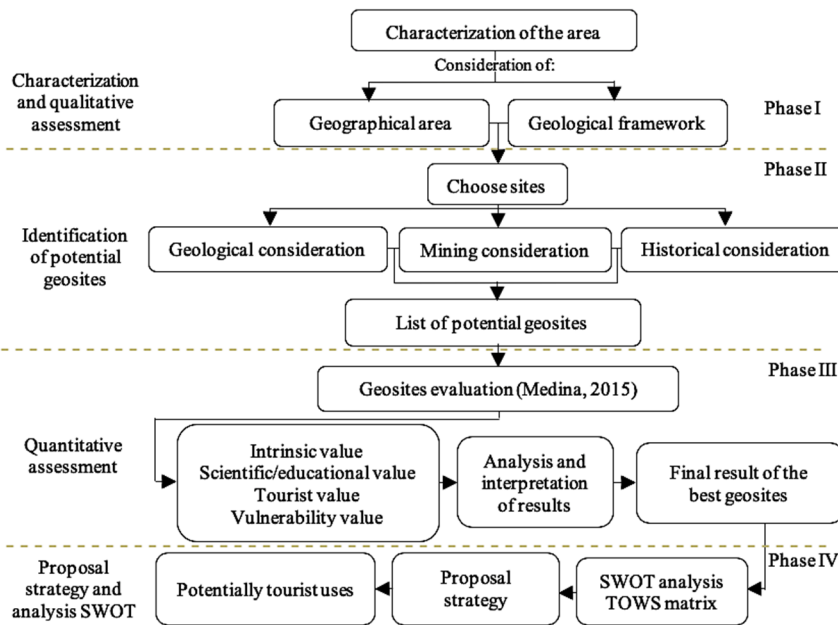 Characterization of the area
Consideration of:
Characterization
and qualitative
assessment
Geographical area
Geological framework
Phase I
Phase II
Choose sites
Identification
of potential
geosites
Geological consideration
Mining consideration
Historical consideration
List of potential geosites
Phase III
Geosites evaluation (Medina, 2015)
Quantitative
assessment
Intrinsic value
Scientific/educational value
Tourist value
Vulnerability value
Analysis and
interpretation
of results
Final result of the
best geosites
Phase IV
Proposal strategy and
analysis SWOT
Potentially tourist uses
Proposal
strategy
SWOT analysis
TOWS matrix